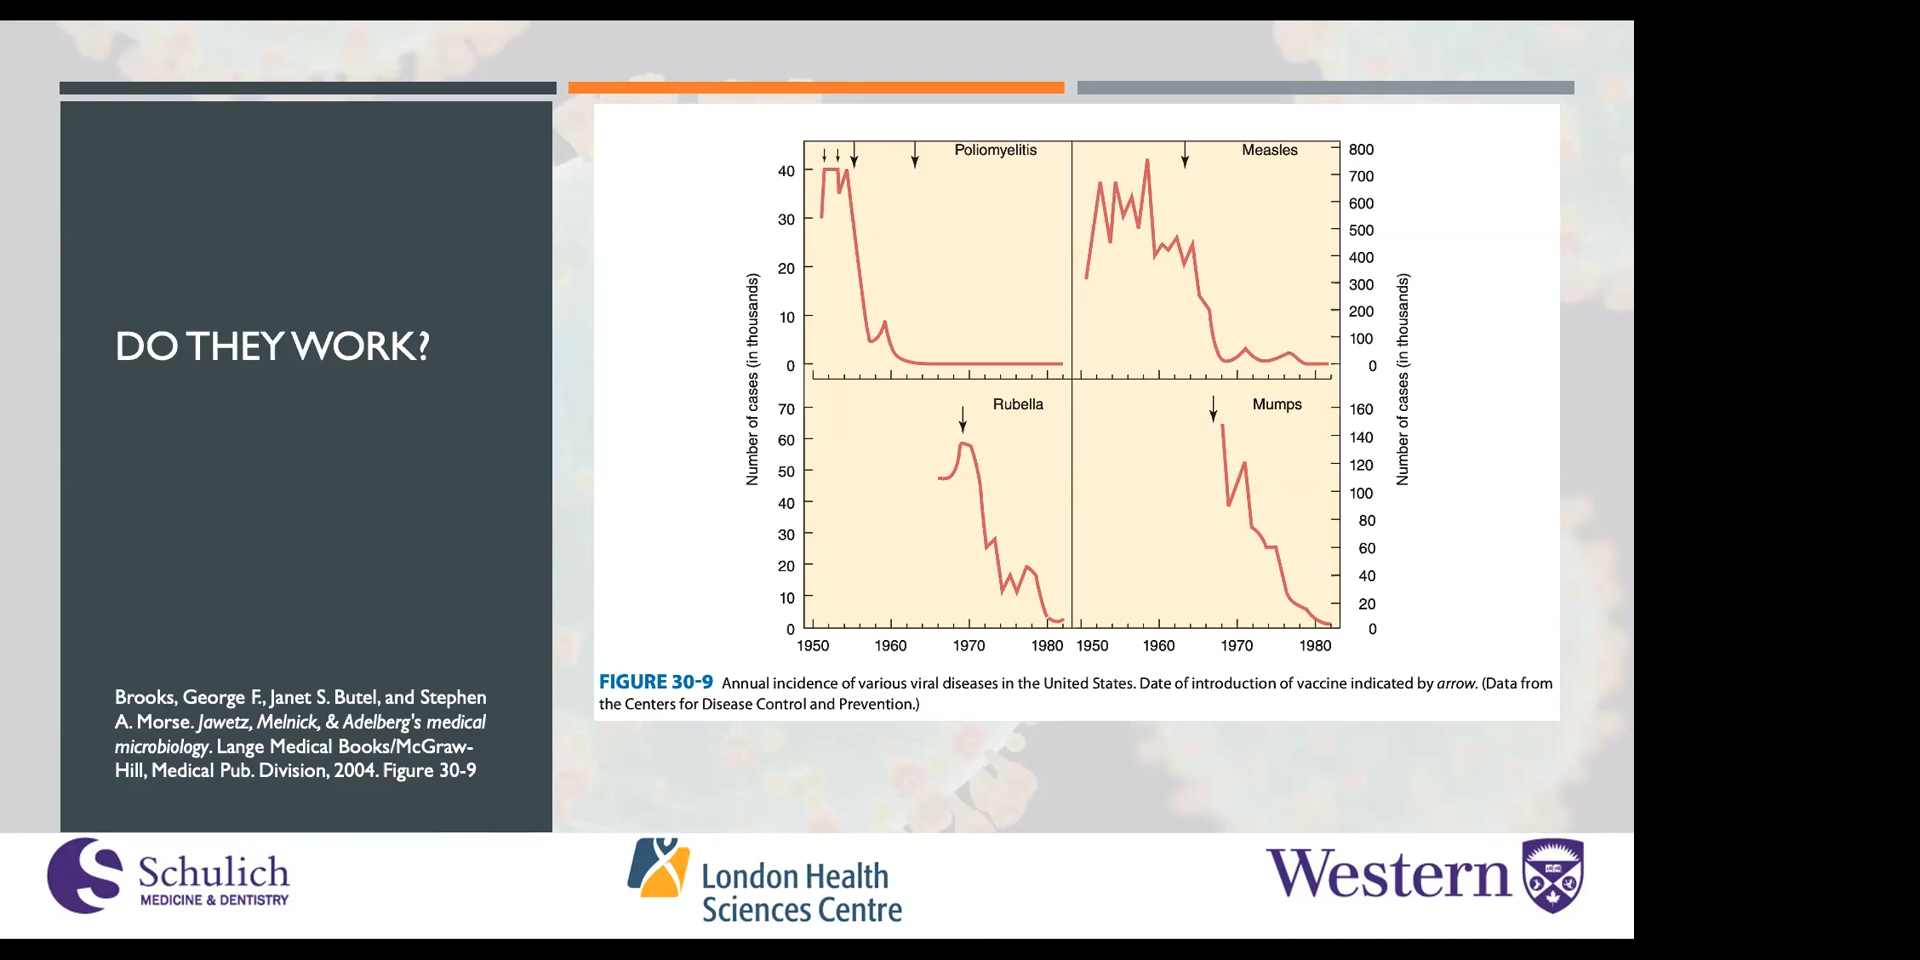 DO THEY WORK?
Brooks, George F., Janet S. Butel, and Stephen
A. Morse. Jawetz, Melnick, & Adelberg's medical
microbiology. Lange Medical Books/McGraw-
Hill, Medical Pub. Division, 2004. Figure 30-9
Number of cases (in thousands)
Poliomyelitis
40
30
20
10
0
Measles
800
700
600
500
400
300
200
100
0
Number of cases (in thousands)
Rubella
70
60
50
40
30
20
10
0
Mumps
160
140
120
100
80
60
40
20
0
1950 1960 1970 1980 1950 1960 1970 1980
FIGURE 30-9 Annual incidence of various viral diseases in the United States. Date of introduction of vaccine indicated by arrow. (Data from
the Centers for Disease Control and Prevention.)
Schulich
MEDICINE & DENTISTRY
London Health
Sciences Centre
Western